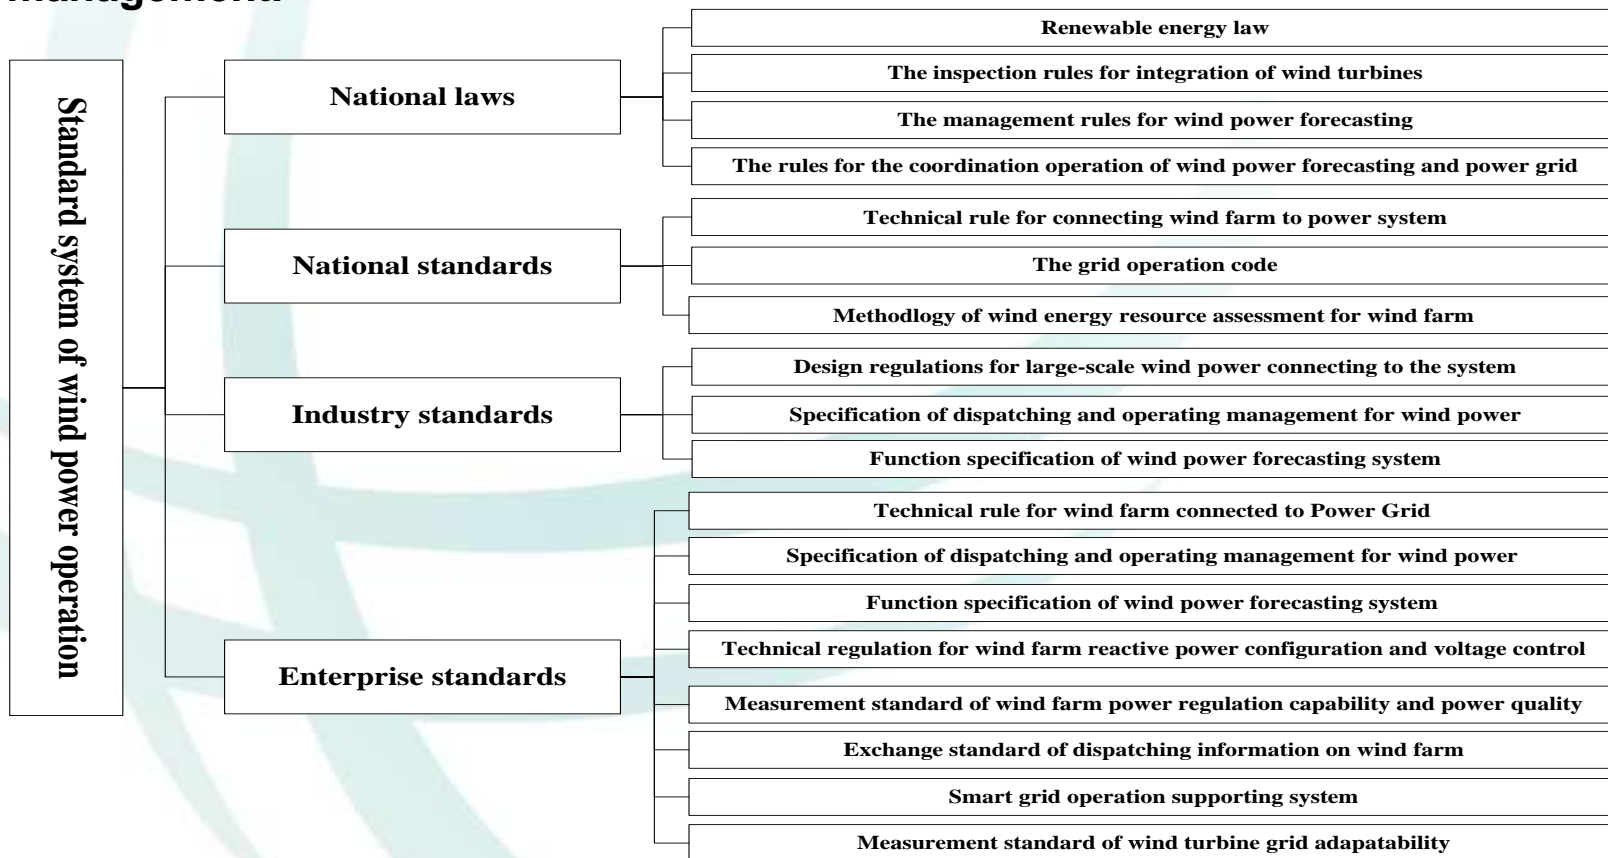 management.
Standard system of wind power operation
National laws
Renewable energy law
The inspection rules for integration of wind turbines
The management rules for wind power forecasting
The rules for the coordination operation of wind power forecasting and power grid
National standards
Technical rule for connecting wind farm to power system
The grid operation code
Methodlogy of wind energy resource assessment for wind farm
Industry standards
Design regulations for large-scale wind power connecting to the system
Specification of dispatching and operating management for wind power
Function specification of wind power forecasting system
Enterprise standards
Technical rule for wind farm connected to Power Grid
Specification of dispatching and operating management for wind power
Function specification of wind power forecasting system
Technical regulation for wind farm reactive power configuration and voltage control
Measurement standard of wind farm power regulation capability and power quality
Exchange standard of dispatching information on wind farm
Smart grid operation supporting system
Measurement standard of wind turbine grid adapatability